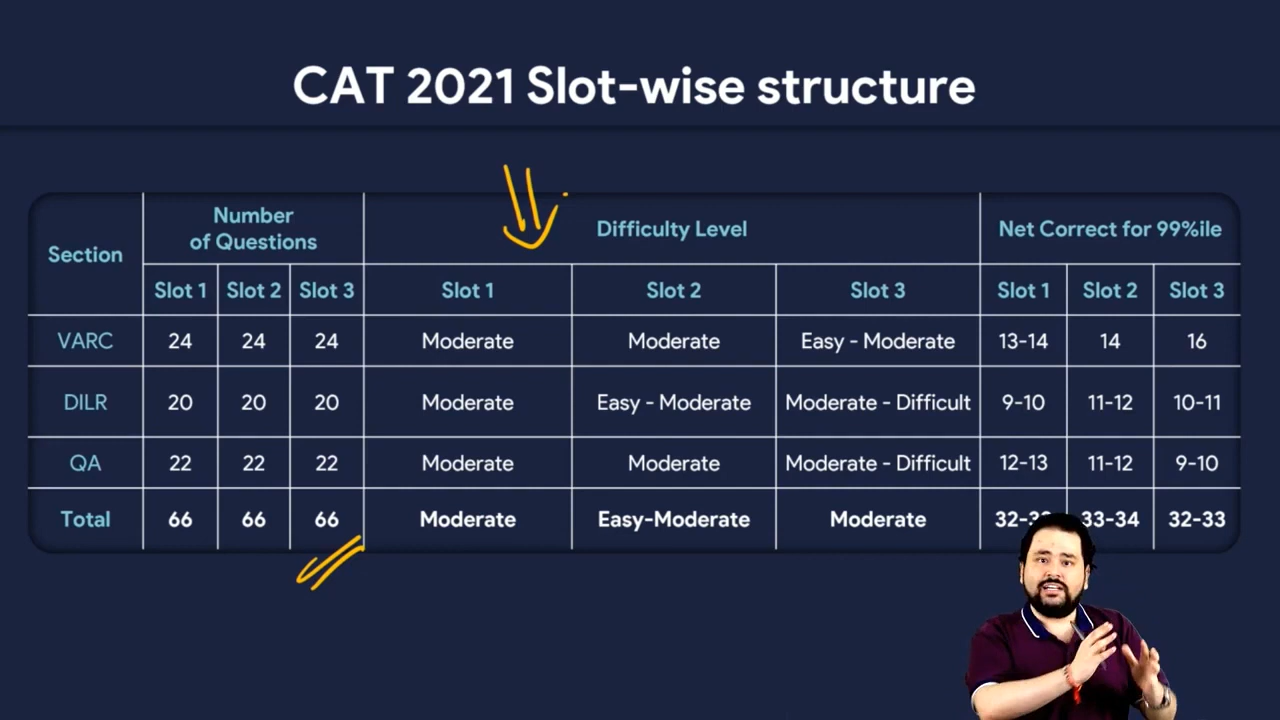 CAT 2021 Slot-wise structure
Section
Number
of Questions
Difficulty Level
Net Correct for 99%ile
Slot 1 Slot 2 Slot 3 Slot 1 Slot 2 Slot 3 Slot 1 Slot 2 Slot 3
VARC 24 24 24 Moderate Moderate Easy - Moderate 13-14 14 16
DILR 20 20 20 Moderate Easy - Moderate Moderate - Difficult 9-10 11-12 10-11
QA 22 22 22 Moderate Moderate Moderate - Difficult 12-13 11-12 9-10
Total 66 66 66 Moderate Easy-Moderate Moderate 33-34 32-33